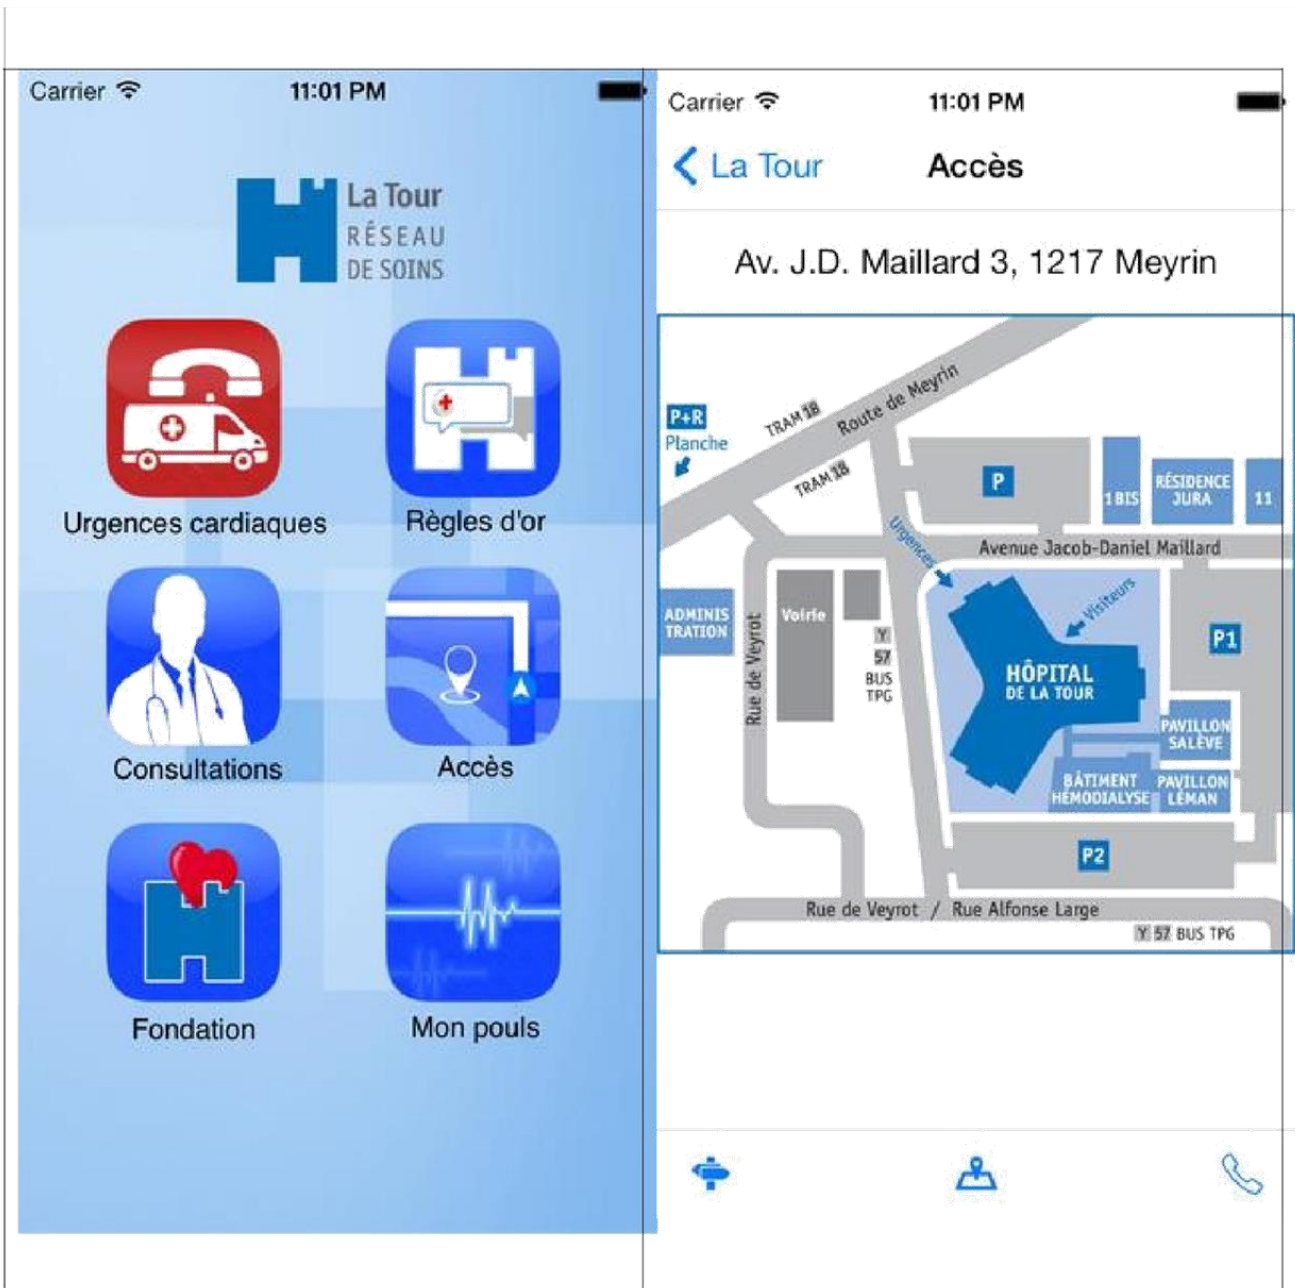 Carrier
11:01 PM
La Tour
RÉSEAU
DE SOINS
Urgences cardiaques
Règles d'or
Consultations
Accès
Fondation
Mon pouls
Carrier
11:01 PM
La Tour
Accès
Av. J.D. Maillard 3, 1217 Meyrin
P+R
Planche
TRAM 18
Route de Meyrin
TRAM 18
P
1BIS
RÉSIDENCE
JURA
11
Urgences
Avenue Jacob-Daniel Maillard
ADMINIS
TRATION
Rue de Veyrot
Voirie
Y
57
BUS
TPG
Visiteurs
HÔPITAL
DE LA TOUR
P1
PAVILLON
SALÈVE
BÂTIMENT
HÉMODIALYSE
PAVILLON
LÉMAN
P2
Rue de Veyrot / Rue Alfonse Large
Y 57 BUS TPG